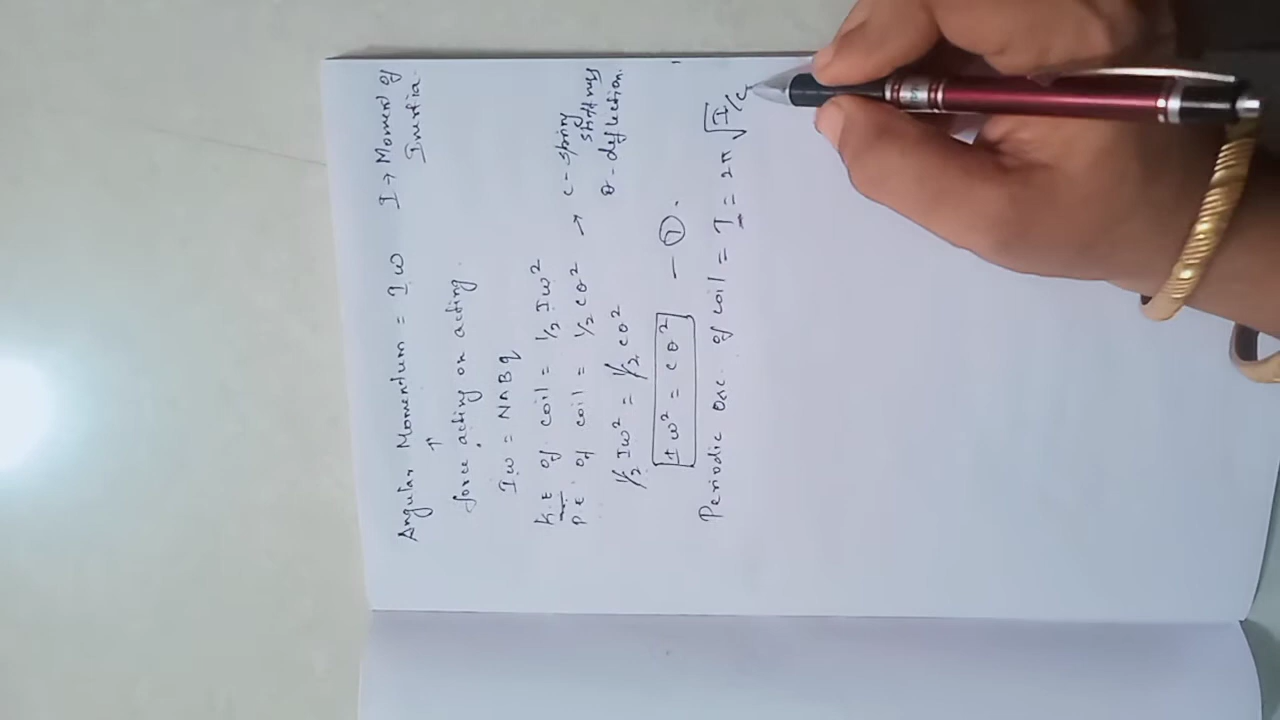 Angular Momentum = Iω I → Moment of Inertia.
↑
force acting on acting
Iω = NABq
K.E of coil = 1/2 Iω²
P.E. of coil = 1/2 cθ² → c - spring stiffness
θ - deflection.
1/2 Iω² = 1/2 cθ²
Iω² = cθ² — ①.
Periodic osc. of coil = T = 2π √I/c